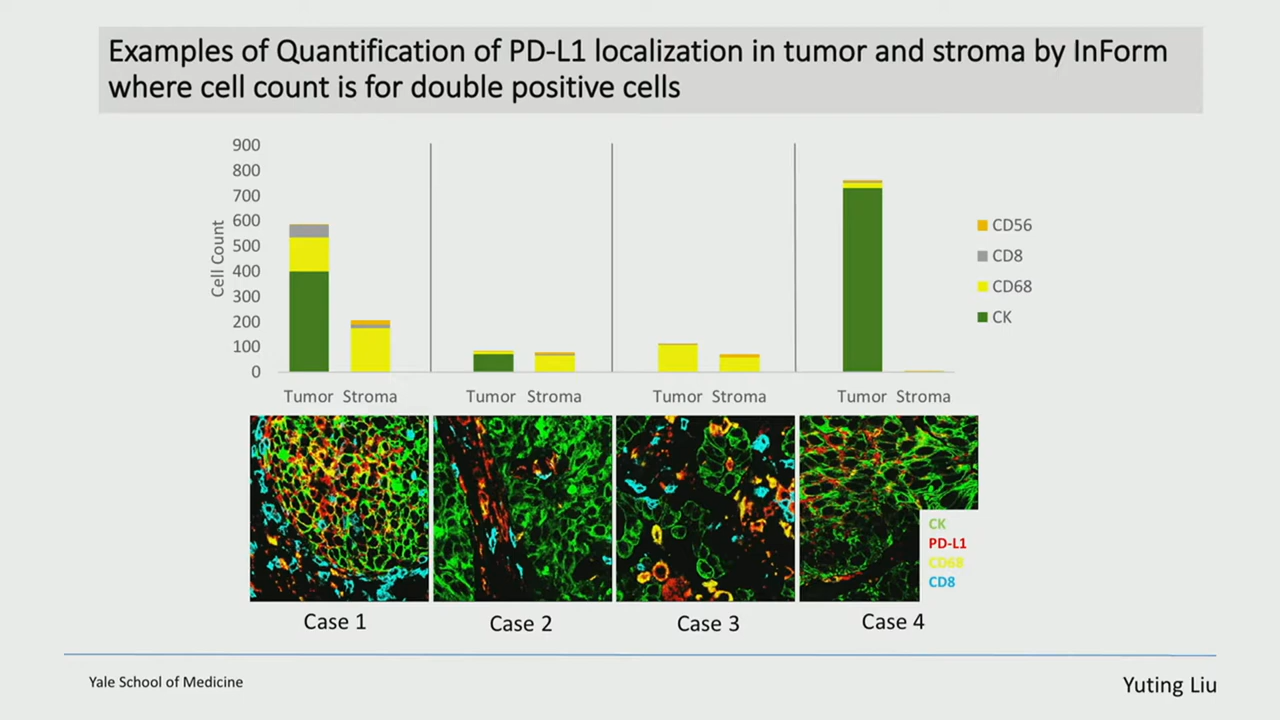 Examples of Quantification of PD-L1 localization in tumor and stroma by InForm
where cell count is for double positive cells
900
800
700
600
500
400
300
200
100
0
Cell Count
CD56
CD8
CD68
CK
Tumor Stroma
Tumor Stroma
Tumor Stroma
Tumor Stroma
CK
PD-L1
CD68
CD8
Case 1
Case 2
Case 3
Case 4
Yale School of Medicine
Yuting Liu